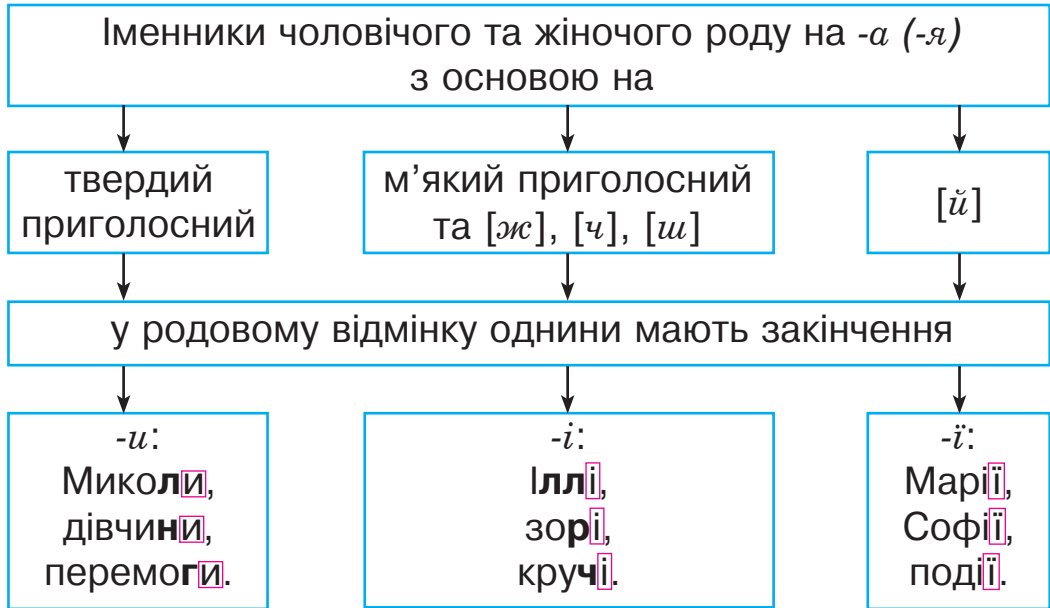 Іменники чоловічого та жіночого роду на -а (-я)
з основою на
твердий
приголосний
м’який приголосний
та [ж], [ч], [ш]
[й]
у родовому відмінку однини мають закінчення
-и:
Миколи,
дівчини,
перемоги.
-і:
Іллі,
зорі,
кручі.
-ї:
Марії,
Софії,
події.